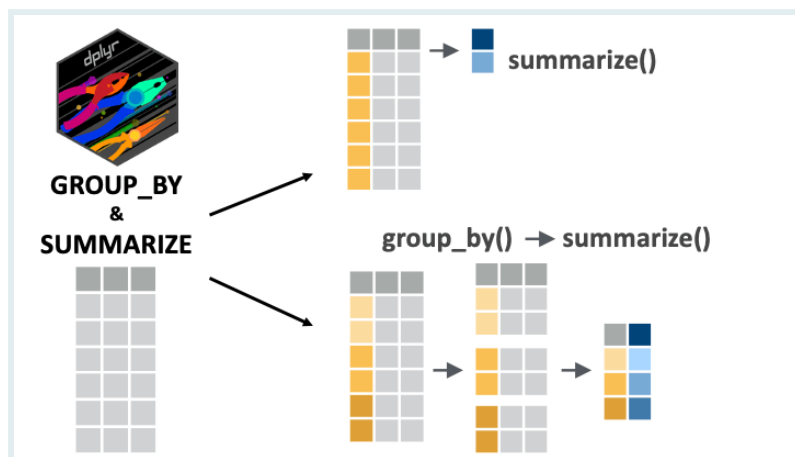 dplyr
GROUP_BY
&
SUMMARIZE
summarize()
group_by() → summarize()